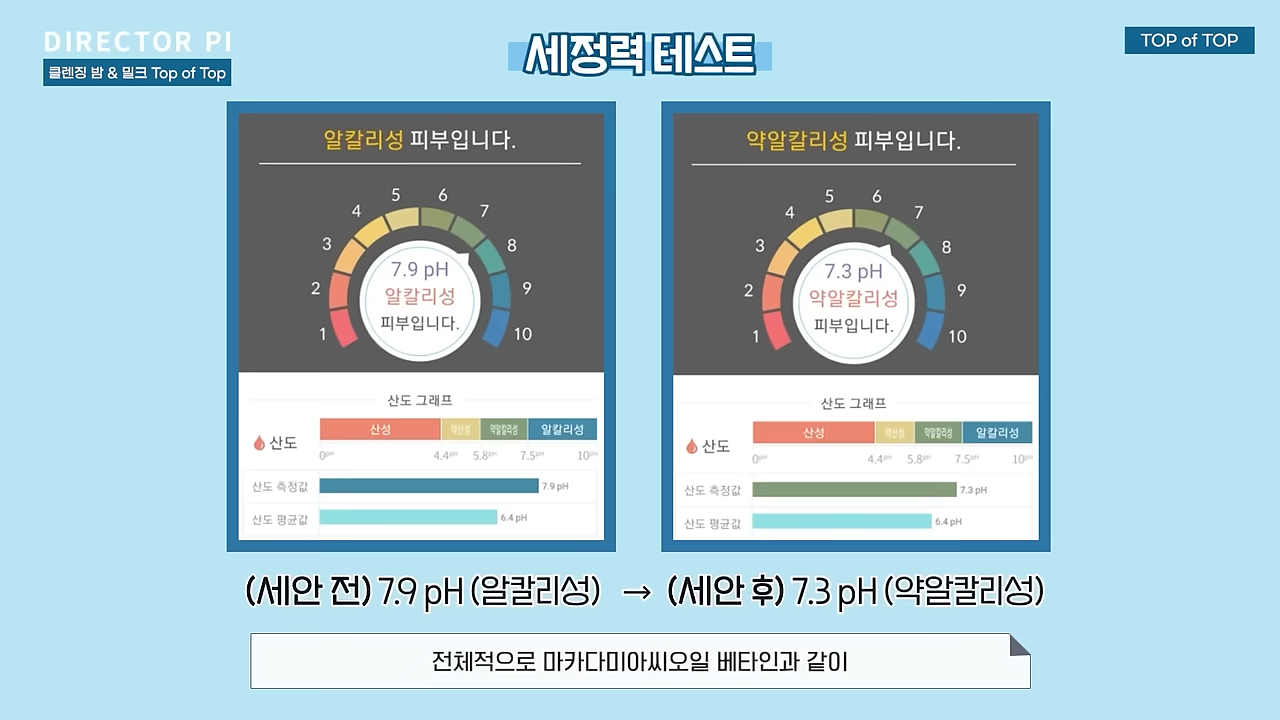 DIRECTOR PI
클렌징 밤 & 밀크 Top of Top
세정력 테스트
TOP of TOP
알칼리성 피부입니다.
1 2 3 4 5 6 7 8 9 10
7.9 pH
알칼리성
피부입니다.
산도 그래프
산도
산성 약산성 약알칼리성 알칼리성
0pH 4.4pH 5.8pH 7.5pH 10pH
산도 측정값 7.9 pH
산도 평균값 6.4 pH
약알칼리성 피부입니다.
1 2 3 4 5 6 7 8 9 10
7.3 pH
약알칼리성
피부입니다.
산도 그래프
산도
산성 약산성 약알칼리성 알칼리성
0pH 4.4pH 5.8pH 7.5pH 10pH
산도 측정값 7.3 pH
산도 평균값 6.4 pH
(세안 전) 7.9 pH (알칼리성) → (세안 후) 7.3 pH (약알칼리성)
전체적으로 마카다미아씨오일 베타인과 같이